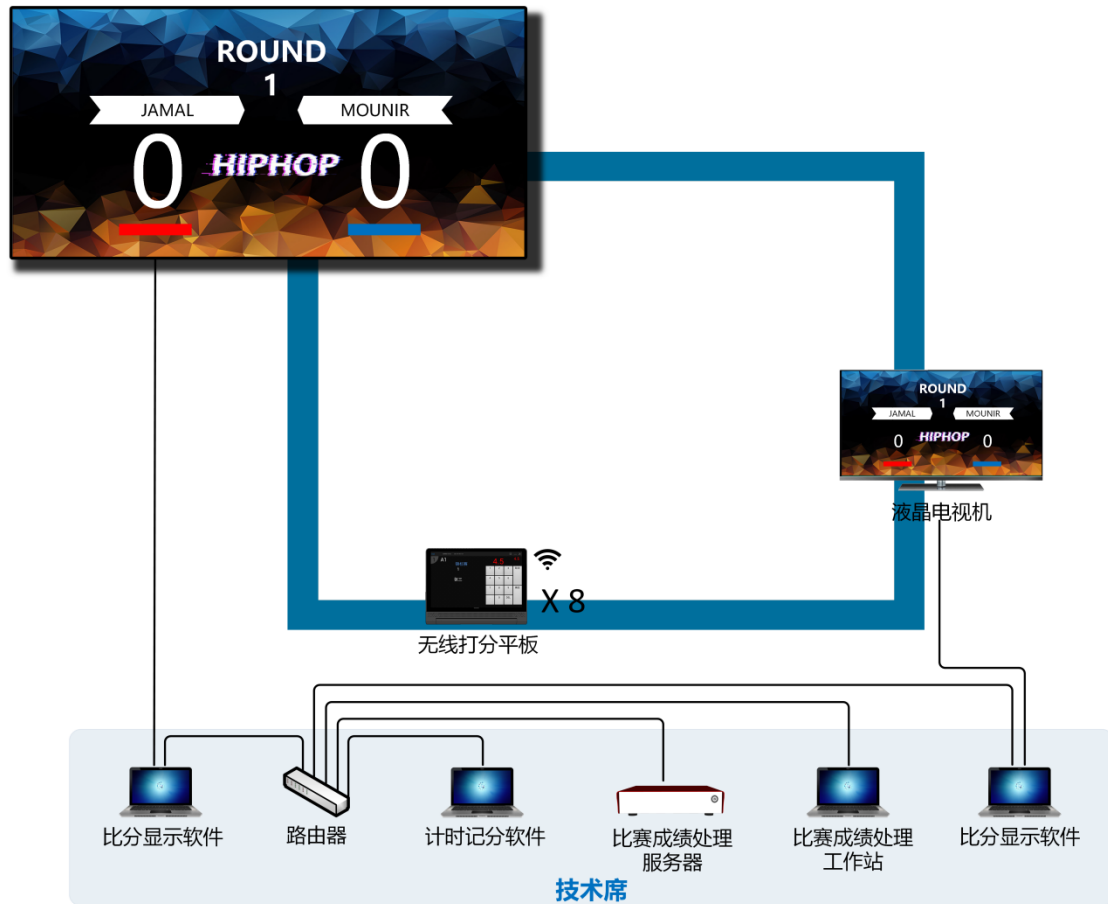 ROUND
1
JAMAL
MOUNIR
0
HIPHOP
0
ROUND
1
JAMAL
MOUNIR
0
HIPHOP
0
液晶电视机
A1
X 8
无线打分平板
比分显示软件
路由器
计时记分软件
比赛成绩处理
服务器
比赛成绩处理
工作站
比分显示软件
技术席